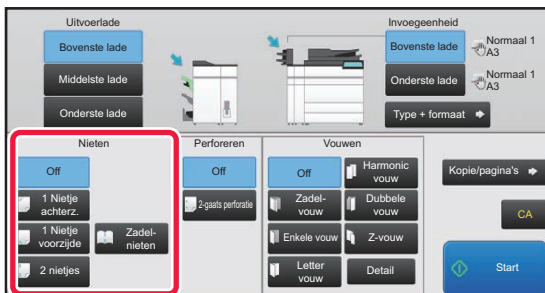 Uitvoerlade
Bovenste lade
Middelste lade
Onderste lade
Invoegeenheid
Bovenste lade
Normaal 1
A3
Onderste lade
Normaal 1
A3
Type + formaat
Nieten
Off
1 Nietje
achterz.
1 Nietje
voorzijde
2 nietjes
Zadel-
nieten
Perforeren
Off
2-gaats perforatie
Vouwen
Off
Harmonic
vouw
Zadel-
vouw
Dubbele
vouw
Enkele vouw
Z-vouw
Letter
vouw
Detail
Kopie/pagina's
CA
Start